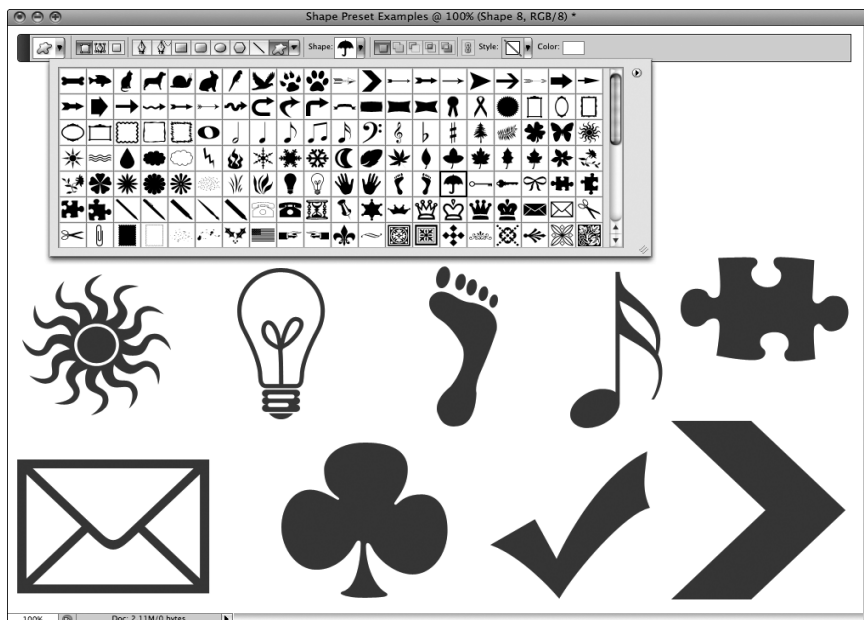 Shape Preset Examples @ 100% (Shape 8, RGB/8) *
Shape: Style: Color:
100% Doc: 2.11M/0 bytes